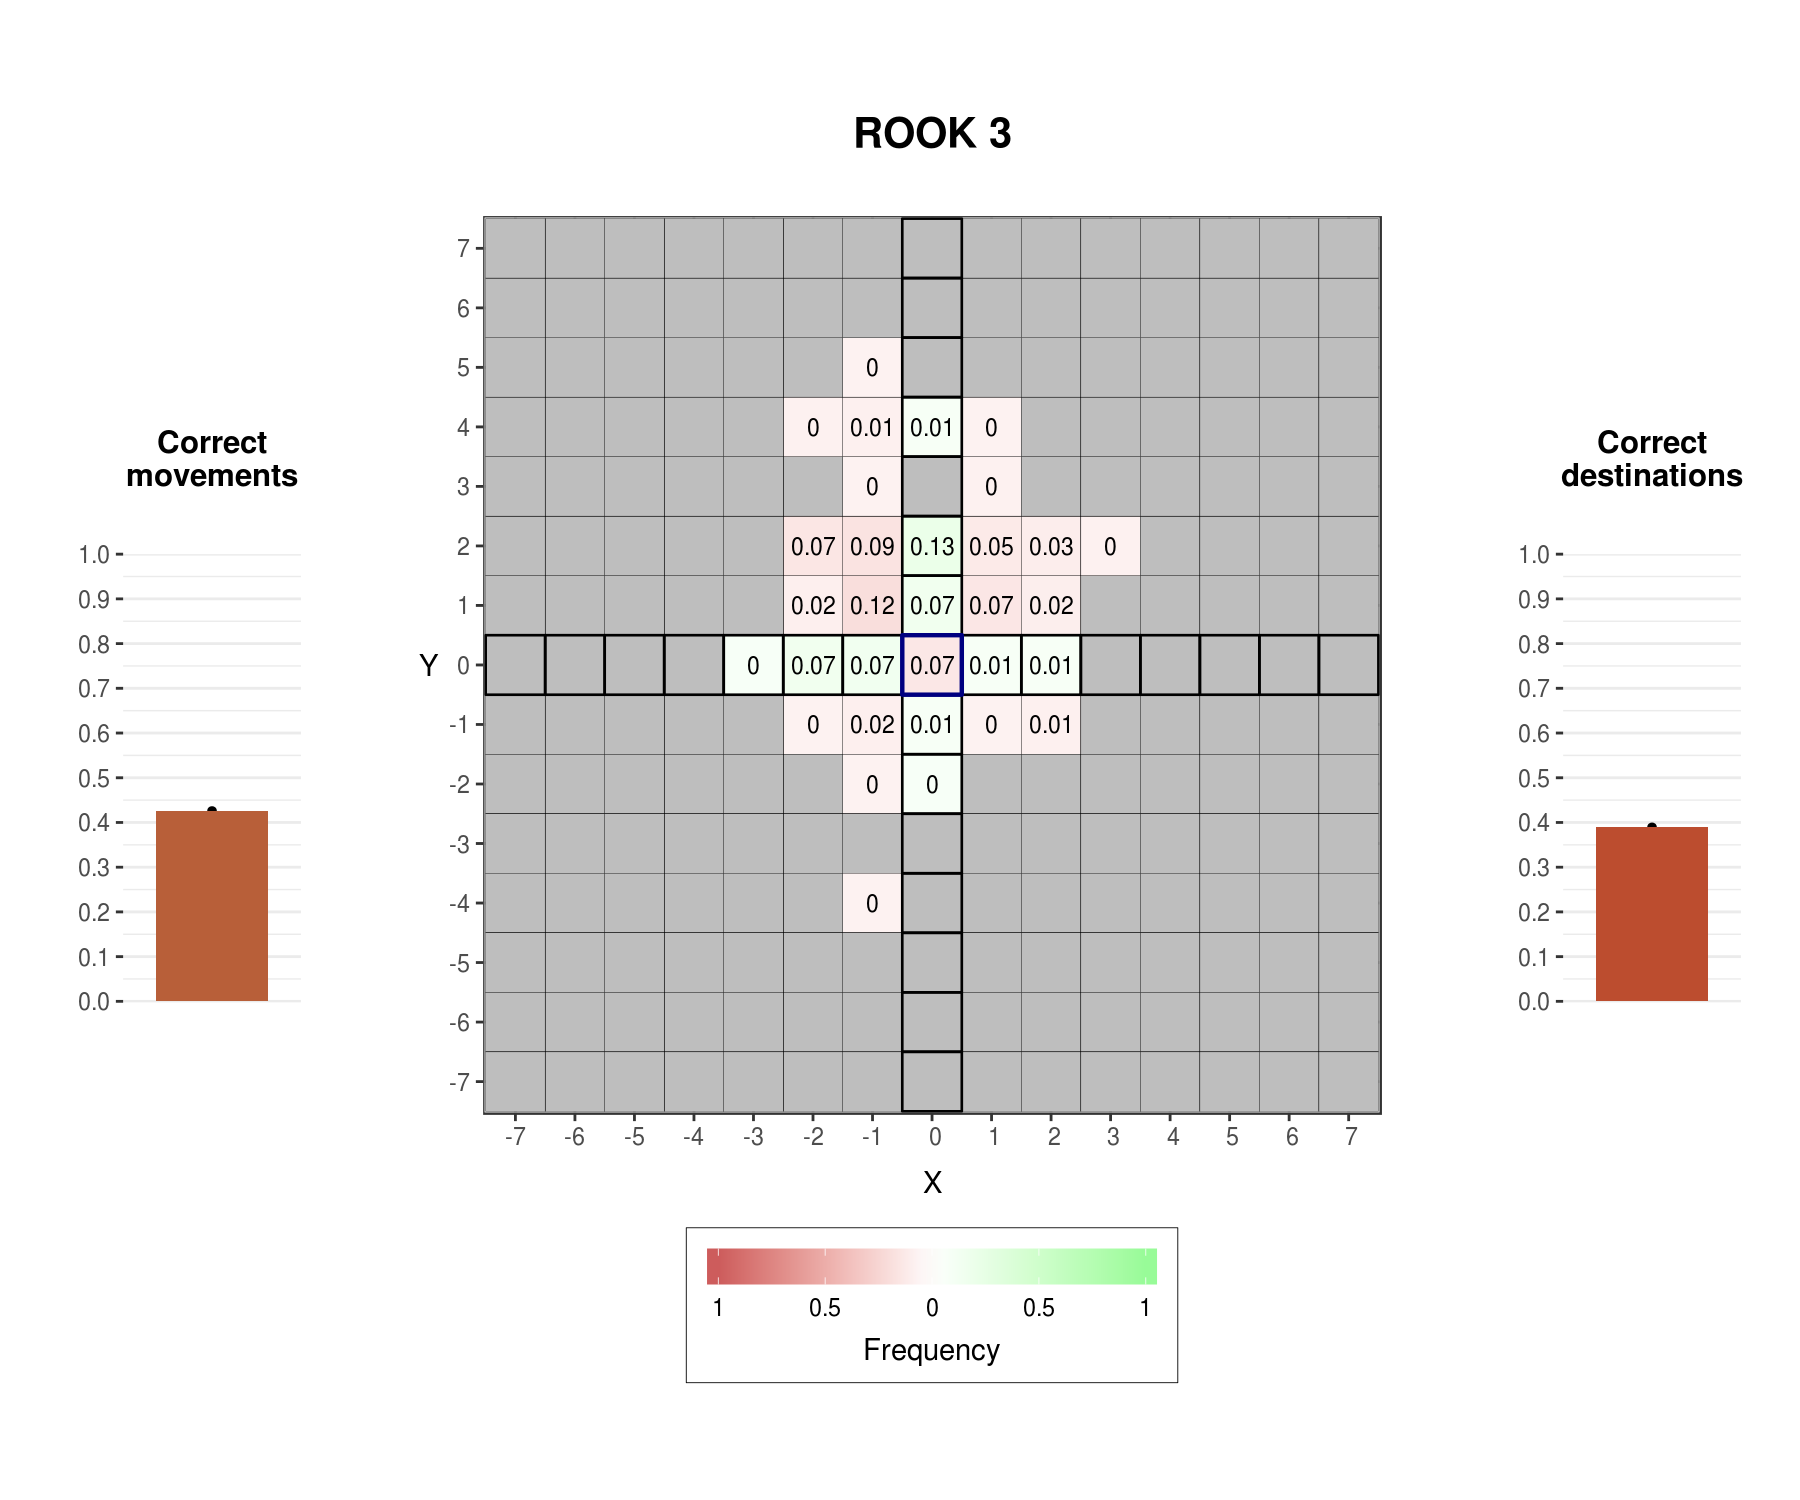 ROOK 3
Correct
movements
1.0
0.9
0.8
0.7
0.6
0.5
0.4
0.3
0.2
0.1
0.0
Y
7
6
5 0
4 0 0.01 0.01 0
3 0 0
2 0.07 0.09 0.13 0.05 0.03 0
1 0.02 0.12 0.07 0.07 0.02
0 0 0.07 0.07 0.07 0.01 0.01
-1 0 0.02 0.01 0 0.01
-2 0 0
-3
-4 0
-5
-6
-7
-7 -6 -5 -4 -3 -2 -1 0 1 2 3 4 5 6 7
X
1 0.5 0 0.5 1
Frequency
Correct
destinations
1.0
0.9
0.8
0.7
0.6
0.5
0.4
0.3
0.2
0.1
0.0